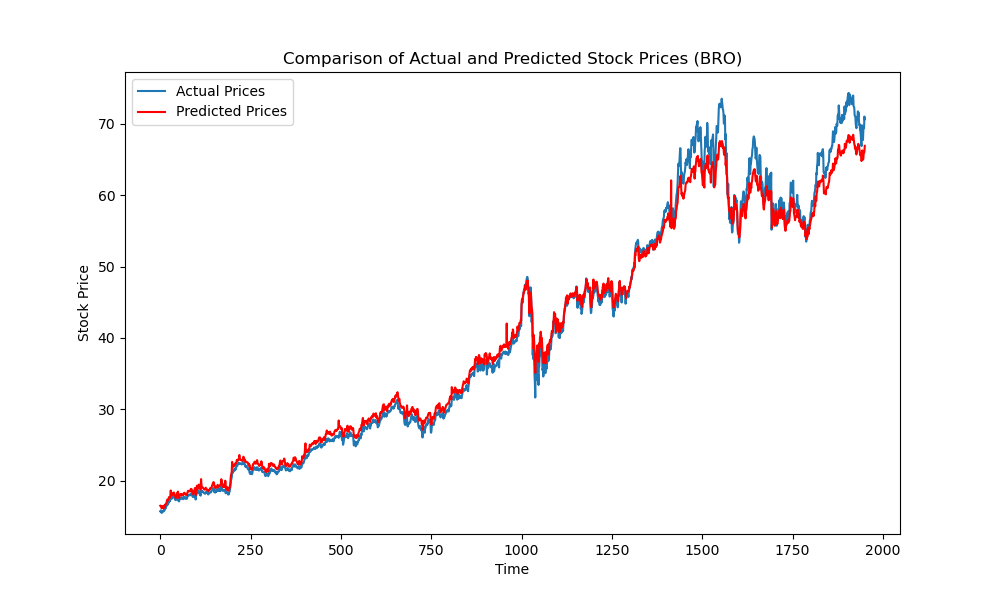 Comparison of Actual and Predicted Stock Prices (BRO)
Actual Prices
Predicted Prices
Stock Price
70
60
50
40
30
20
0 250 500 750 1000 1250 1500 1750 2000
Time